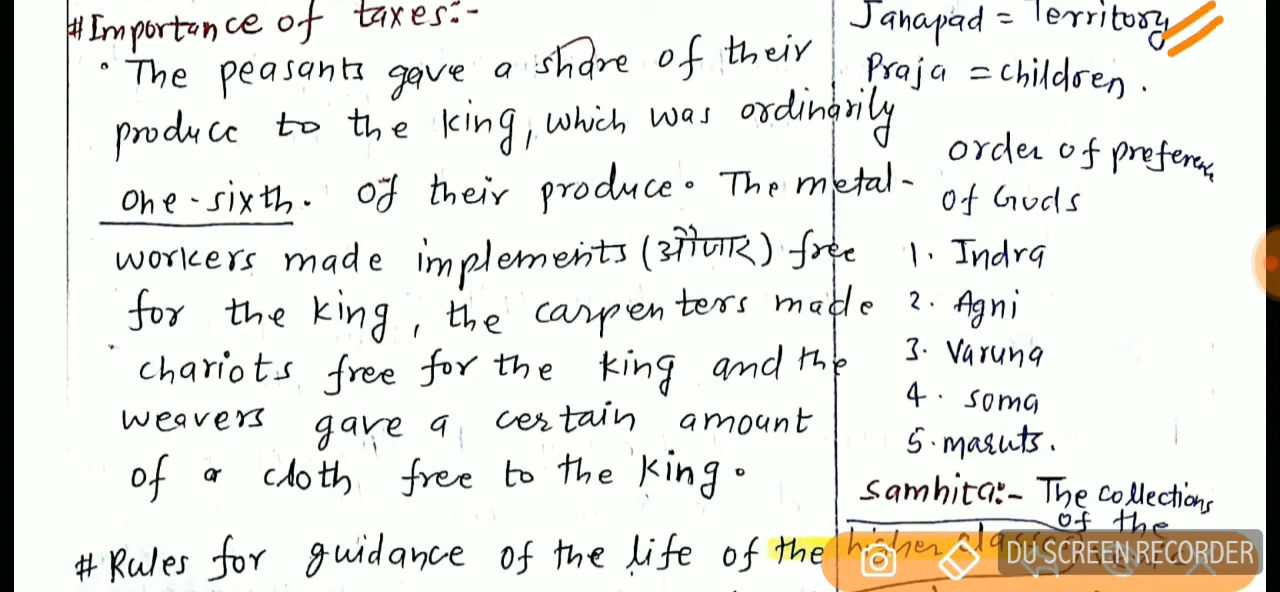 #Importance of taxes:-
• The peasants gave a share of their
produce to the king, which was ordinarily
one-sixth. Of their produce. The metal-
workers made implements (औजार) free
for the king, the carpenters made
chariots free for the king and the
weavers gave a certain amount
of a cloth free to the king.
# Rules for guidance of the life of the higher class
Janapad = Territory
Praja = children.
order of preferenc
of Gods
1. Indra
2. Agni
3. Varuna
4. soma
5. maruts.
Samhita:- The collections
of the
DU SCREEN RECORDER